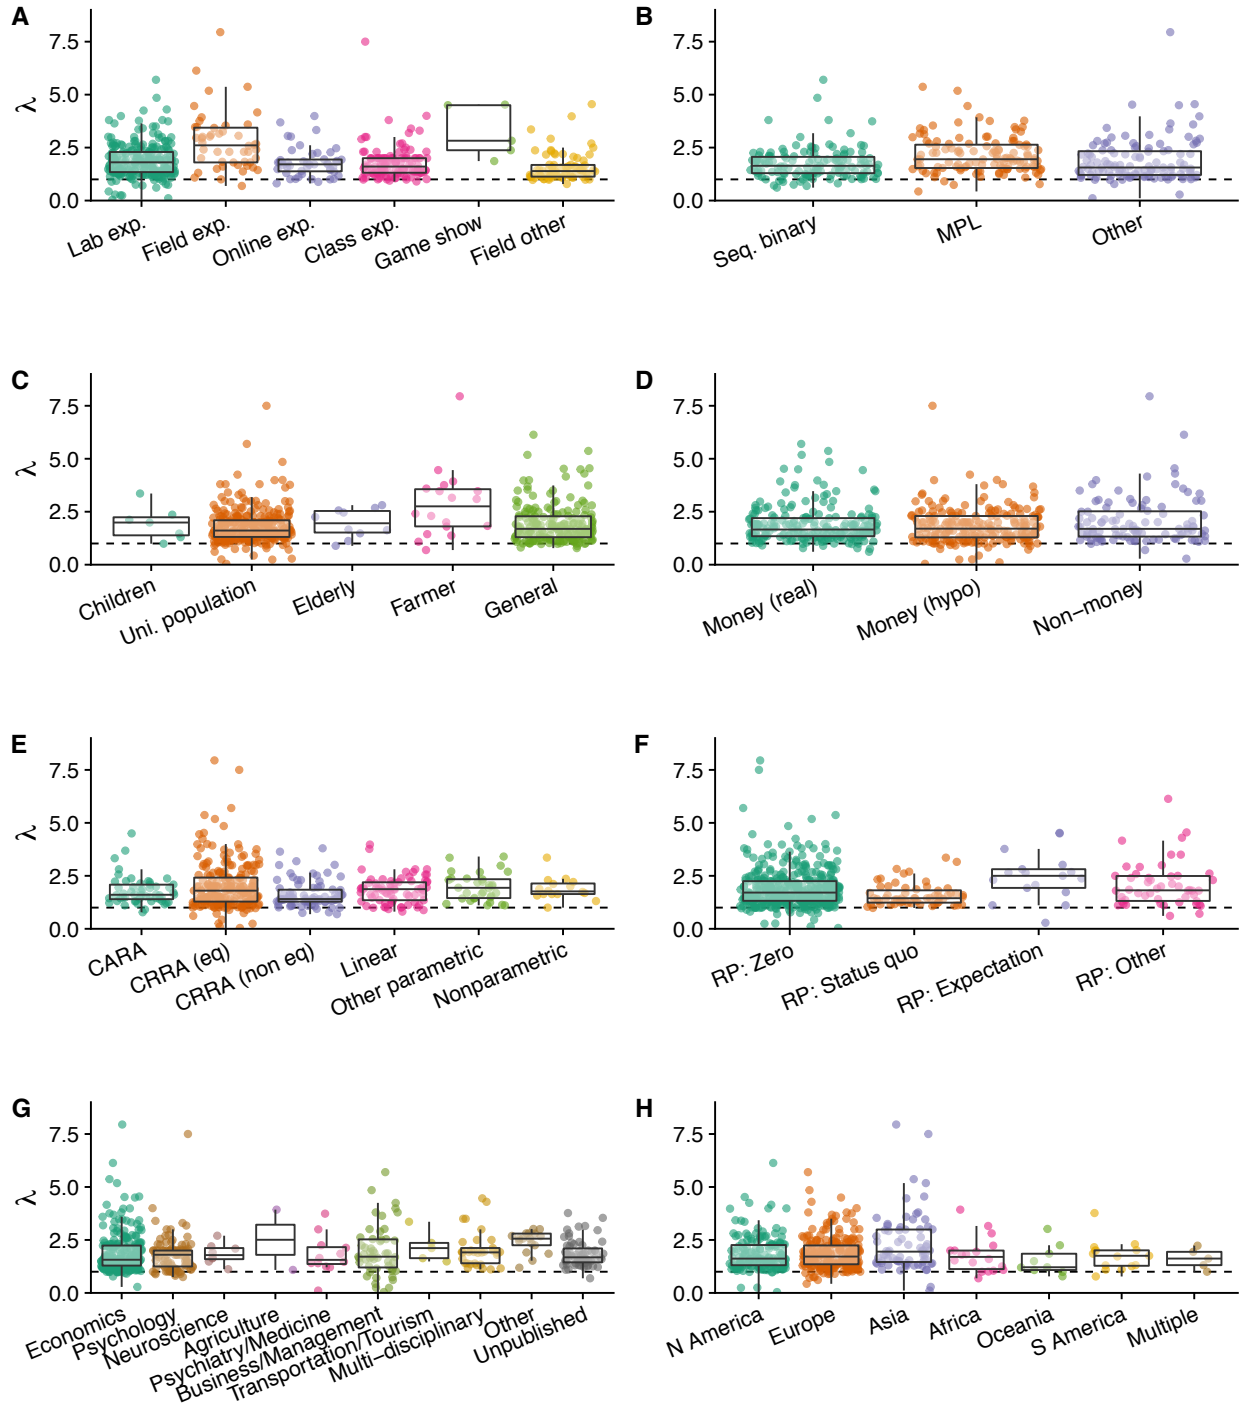 A
λ
7.5
5.0
2.5
0.0
Lab exp.
Field exp.
Online exp.
Class exp.
Game show
Field other
B
7.5
5.0
2.5
0.0
Seq. binary
MPL
Other
C
λ
7.5
5.0
2.5
0.0
Children
Uni. population
Elderly
Farmer
General
D
7.5
5.0
2.5
0.0
Money (real)
Money (hypo)
Non−money
E
λ
7.5
5.0
2.5
0.0
CARA
CRRA (eq)
CRRA (non eq)
Linear
Other parametric
Nonparametric
F
7.5
5.0
2.5
0.0
RP: Zero
RP: Status quo
RP: Expectation
RP: Other
G
λ
7.5
5.0
2.5
0.0
Economics
Psychology
Neuroscience
Agriculture
Psychiatry/Medicine
Business/Management
Transportation/Tourism
Multi−disciplinary
Other
Unpublished
H
7.5
5.0
2.5
0.0
N America
Europe
Asia
Africa
Oceania
S America
Multiple